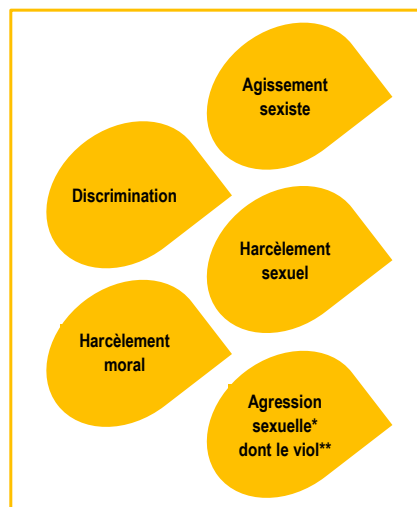 Agissement
sexiste
Discrimination
Harcèlement
sexuel
Harcèlement
moral
Agression
sexuelle*
dont le viol**